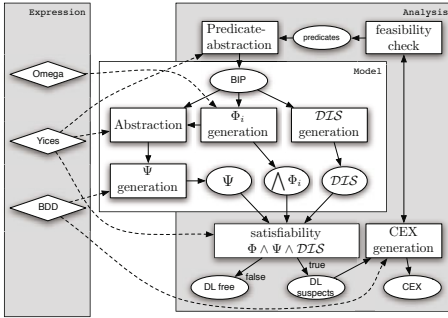 Expression
Analysis
Predicate-
abstraction
predicates
feasibility
check
Omega
BIP
Model
Abstraction
Φi
generation
DIS
generation
Yices
Ψ
generation
Ψ
⋀ Φi
DIS
BDD
satisfiability
Φ ∧ Ψ ∧ DIS
CEX
generation
false
true
DL free
DL
suspects
CEX